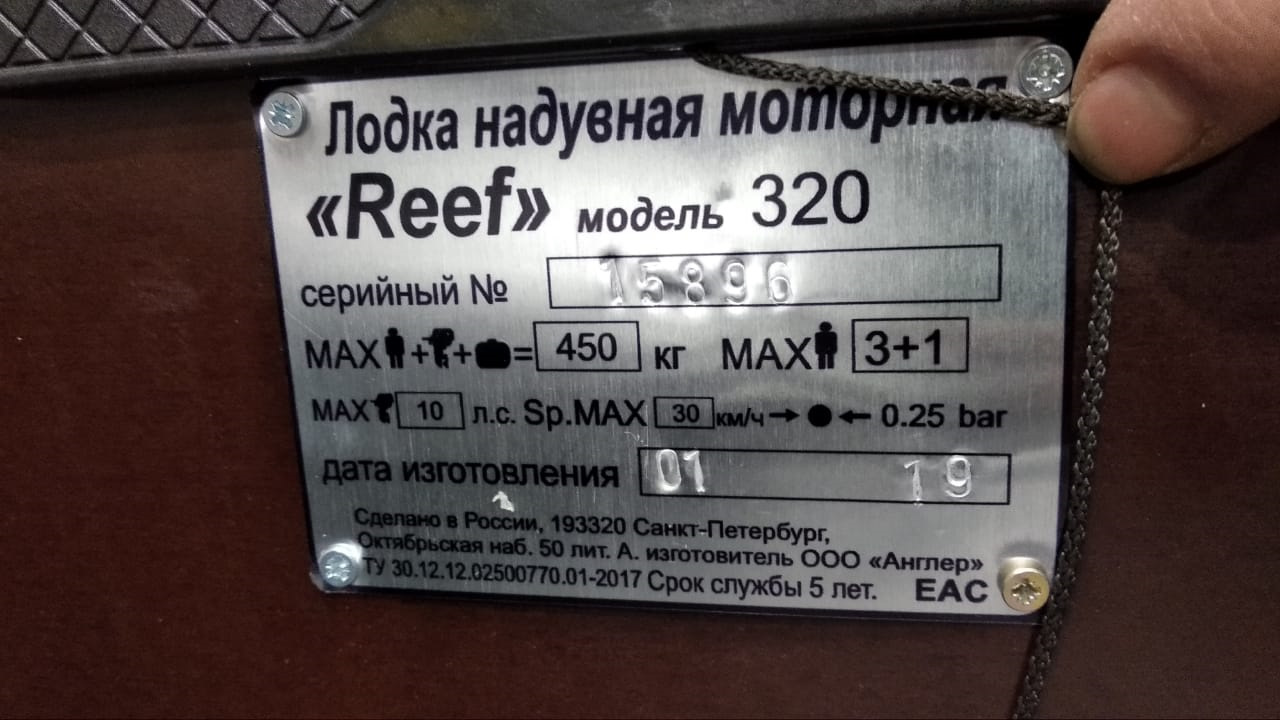 Лодка надувная моторная
«Reef» модель 320
серийный № 15896
MAX + + = 450 кг MAX 3+1
MAX 10 л.с. Sp.MAX 30 км/ч 0.25 bar
дата изготовления 01 19
Сделано в России, 193320 Санкт-Петербург,
Октябрьская наб. 50 лит. А. изготовитель ООО «Англер»
ТУ 30.12.12.02500770.01-2017 Срок службы 5 лет. EAC